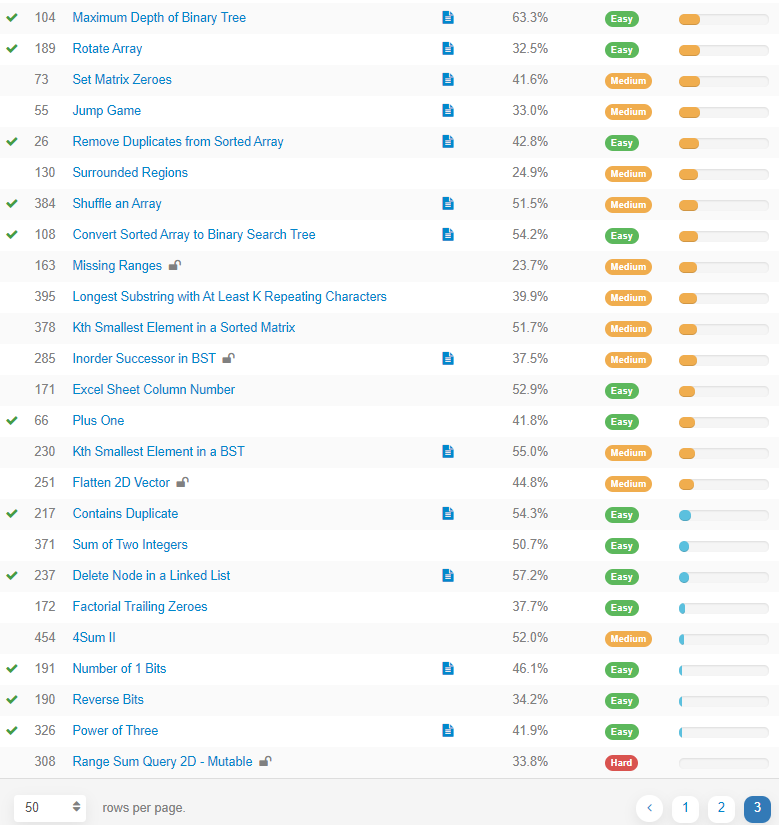 104 Maximum Depth of Binary Tree 63.3% Easy
189 Rotate Array 32.5% Easy
73 Set Matrix Zeroes 41.6% Medium
55 Jump Game 33.0% Medium
26 Remove Duplicates from Sorted Array 42.8% Easy
130 Surrounded Regions 24.9% Medium
384 Shuffle an Array 51.5% Medium
108 Convert Sorted Array to Binary Search Tree 54.2% Easy
163 Missing Ranges 23.7% Medium
395 Longest Substring with At Least K Repeating Characters 39.9% Medium
378 Kth Smallest Element in a Sorted Matrix 51.7% Medium
285 Inorder Successor in BST 37.5% Medium
171 Excel Sheet Column Number 52.9% Easy
66 Plus One 41.8% Easy
230 Kth Smallest Element in a BST 55.0% Medium
251 Flatten 2D Vector 44.8% Medium
217 Contains Duplicate 54.3% Easy
371 Sum of Two Integers 50.7% Easy
237 Delete Node in a Linked List 57.2% Easy
172 Factorial Trailing Zeroes 37.7% Easy
454 4Sum II 52.0% Medium
191 Number of 1 Bits 46.1% Easy
190 Reverse Bits 34.2% Easy
326 Power of Three 41.9% Easy
308 Range Sum Query 2D - Mutable 33.8% Hard
50 rows per page. 1 2 3